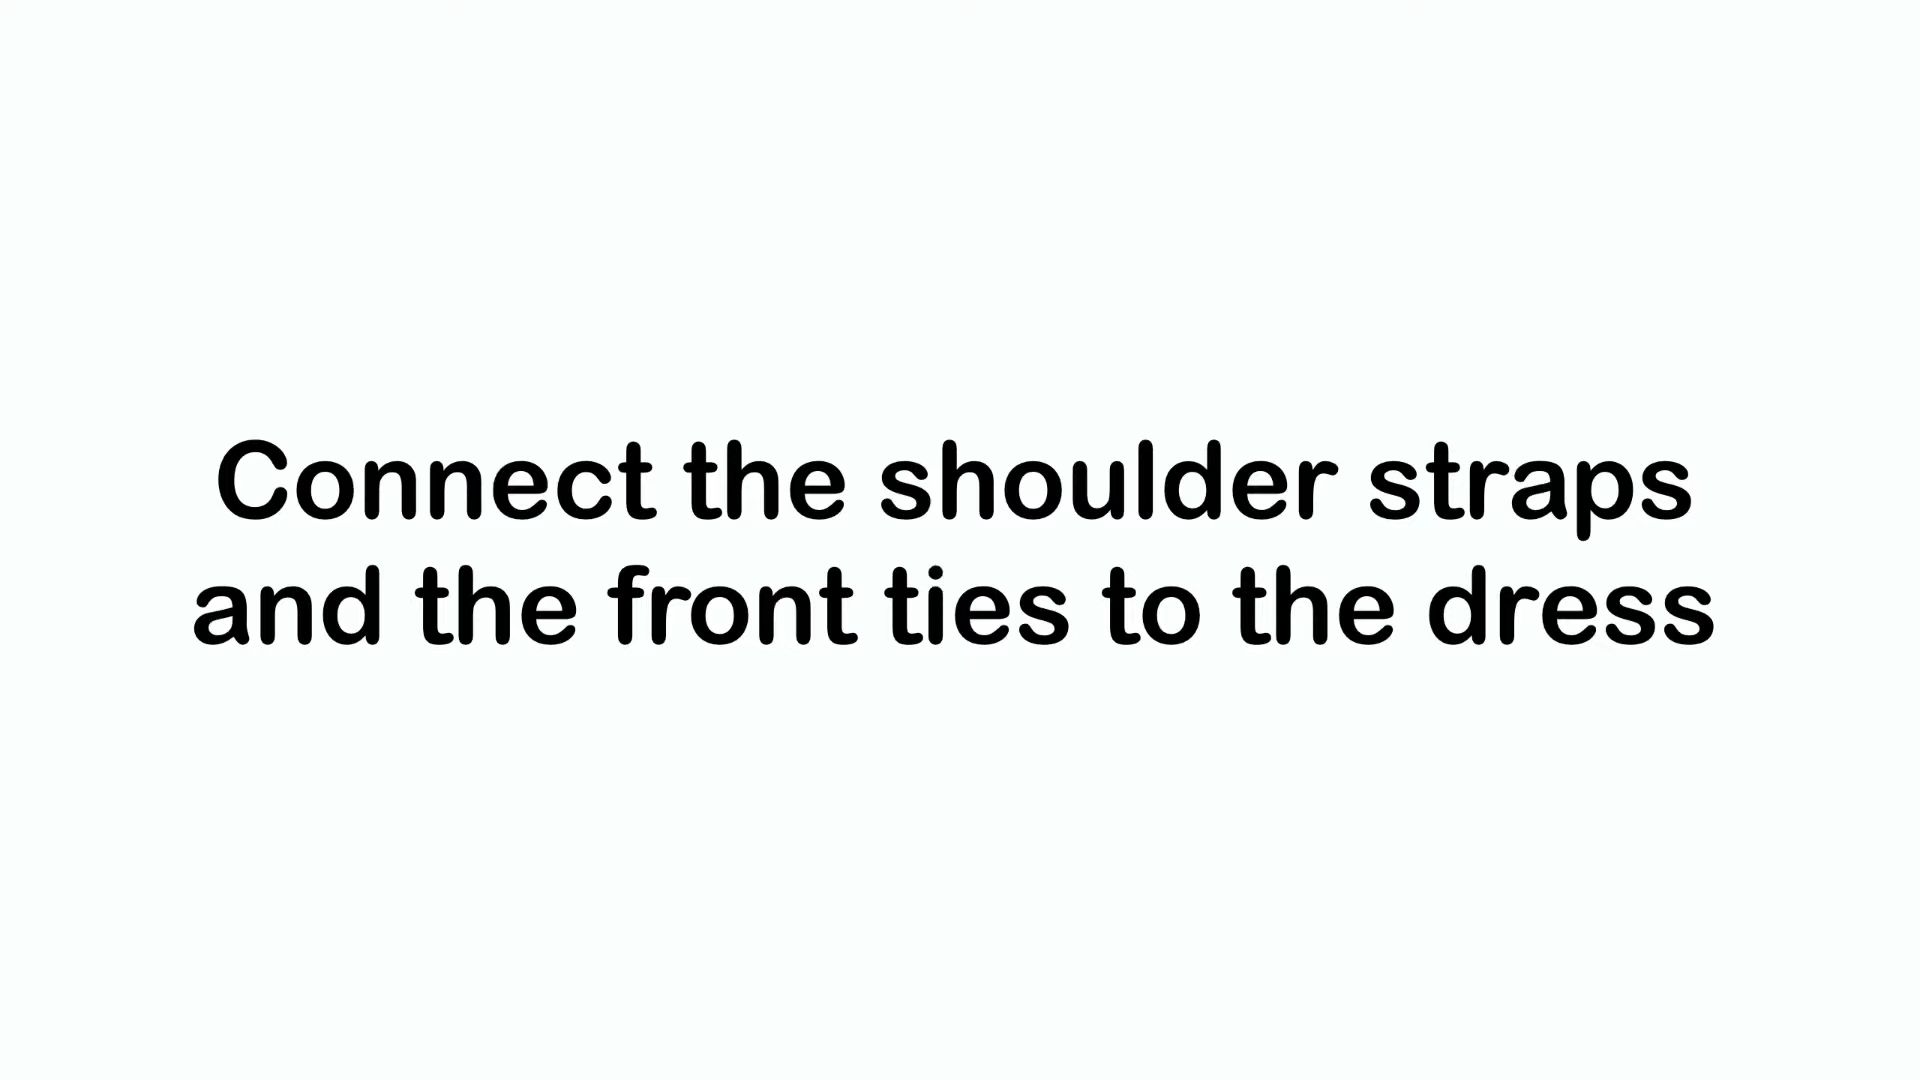 Connect the shoulder straps
and the front ties to the dress